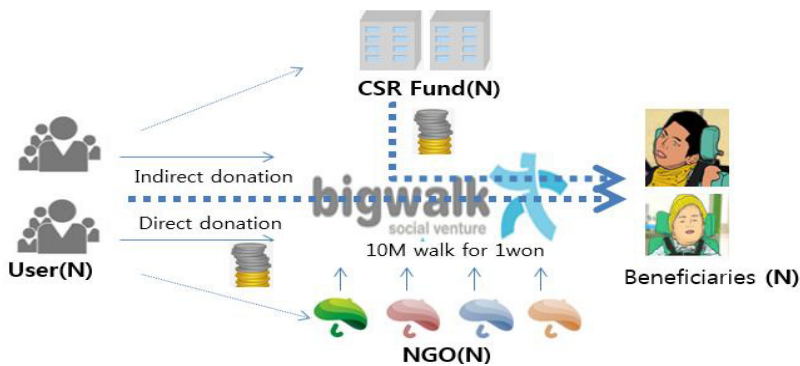 CSR Fund(N)
Indirect donation
bigwalk
social venture
Direct donation
10M walk for 1won
User(N)
Beneficiaries (N)
NGO(N)